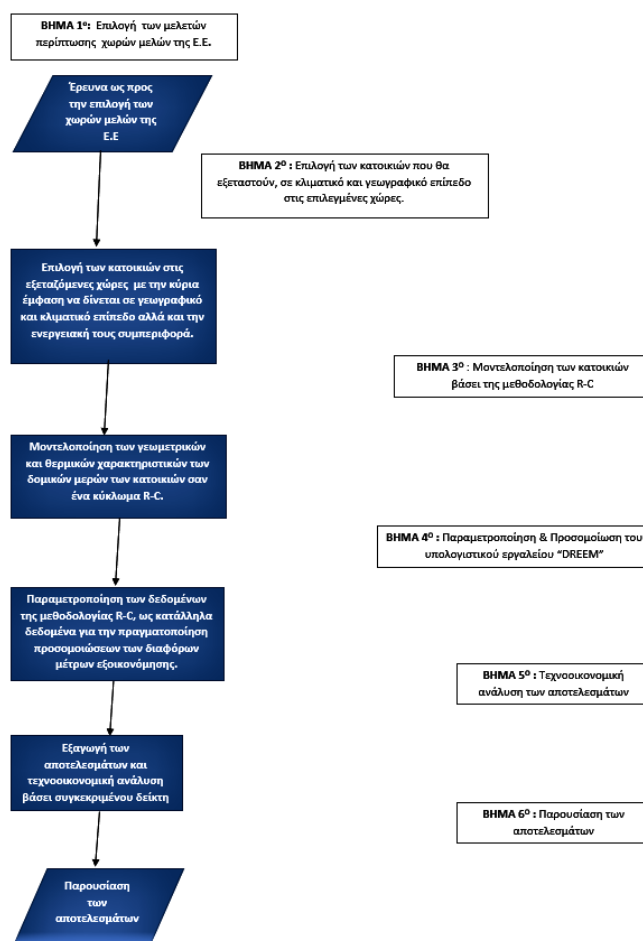 ΒΗΜΑ 1ο: Επιλογή των μελετών
περίπτωσης χωρών μελών της Ε.Ε.
Έρευνα ως προς
την επιλογή των
χωρών μελών της
Ε.Ε
ΒΗΜΑ 2Ο : Επιλογή των κατοικιών που θα
εξεταστούν, σε κλιματικό και γεωγραφικό επίπεδο
στις επιλεγμένες χώρες.
Επιλογή των κατοικιών στις
εξεταζόμενες χώρες με την κύρια
έμφαση να δίνεται σε γεωγραφικό
και κλιματικό επίπεδο αλλά και την
ενεργειακή τους συμπεριφορά.
ΒΗΜΑ 3Ο : Μοντελοποίηση των κατοικιών
βάσει της μεθοδολογίας R-C
Μοντελοποίηση των γεωμετρικών
και θερμικών χαρακτηριστικών των
δομικών μερών των κατοικιών σαν
ένα κύκλωμα R-C.
ΒΗΜΑ 4Ο : Παραμετροποίηση & Προσομοίωση του
υπολογιστικού εργαλείου “DREEM”
Παραμετροποίηση των δεδομένων
της μεθοδολογίας R-C, ως κατάλληλα
δεδομένα για την πραγματοποίηση
προσομοιώσεων των διαφόρων
μέτρων εξοικονόμησης.
ΒΗΜΑ 5Ο : Τεχνοοικονομική
ανάλυση των αποτελεσμάτων
Εξαγωγή των
αποτελεσμάτων και
τεχνοοικονομική ανάλυση
βάσει συγκεκριμένου δείκτη
ΒΗΜΑ 6Ο : Παρουσίαση των
αποτελεσμάτων
Παρουσίαση
των
αποτελεσμάτων